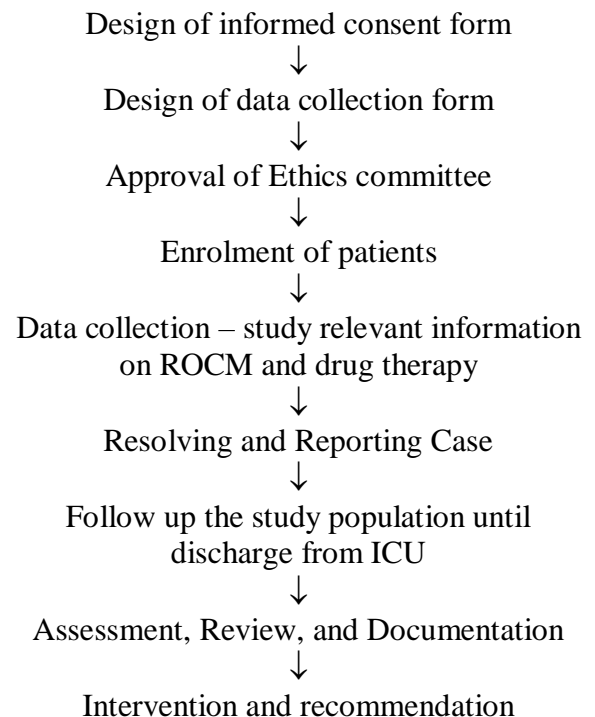 Design of informed consent form
↓
Design of data collection form
↓
Approval of Ethics committee
↓
Enrolment of patients
↓
Data collection – study relevant information
on ROCM and drug therapy
↓
Resolving and Reporting Case
↓
Follow up the study population until
discharge from ICU
↓
Assessment, Review, and Documentation
↓
Intervention and recommendation